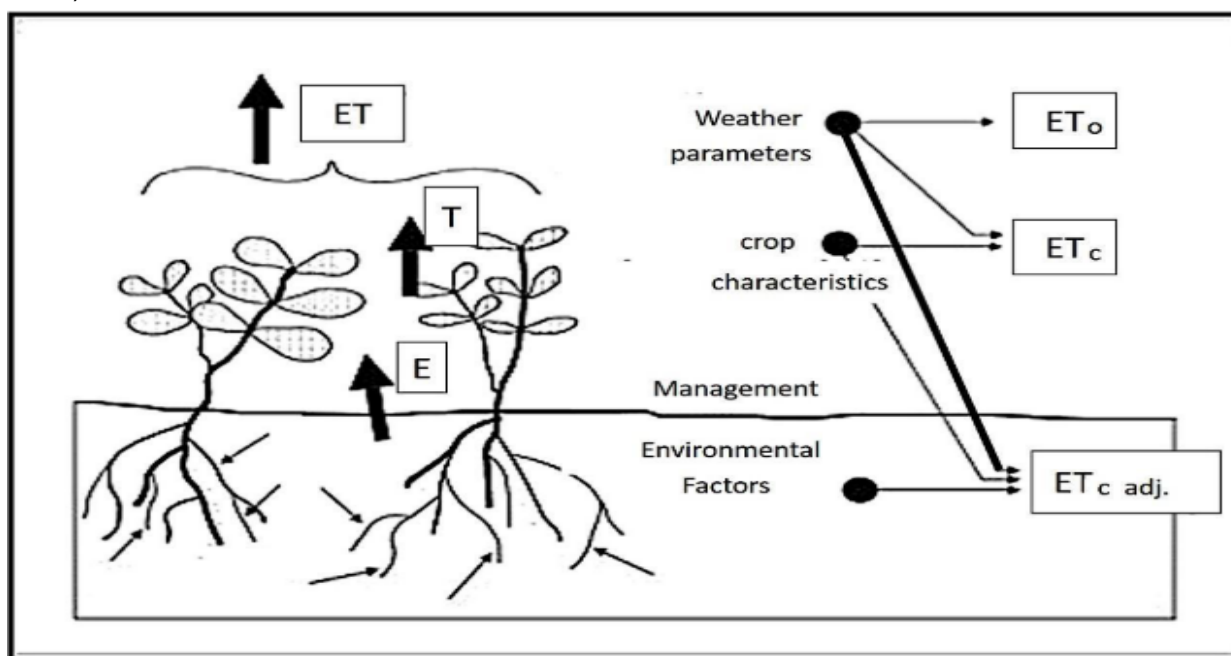 ET
T
E
Weather
parameters
crop
characteristics
Management
Environmental
Factors
ETo
ETc
ETc adj.